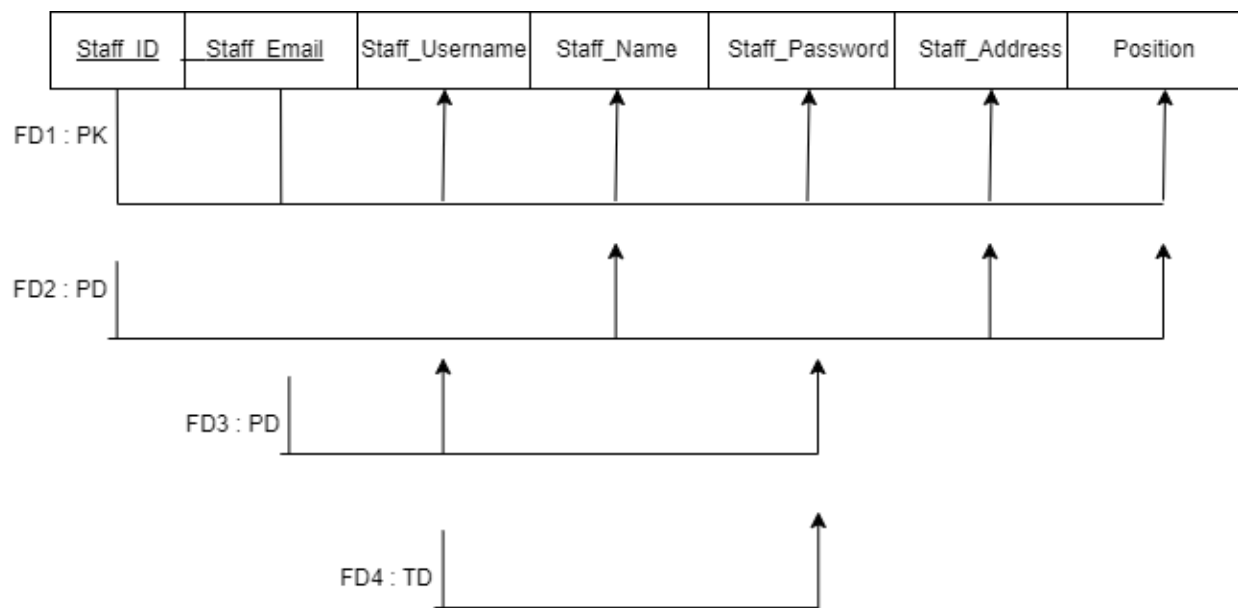 Staff_ID Staff_Email Staff_Username Staff_Name Staff_Password Staff_Address Position
FD1 : PK
FD2 : PD
FD3 : PD
FD4 : TD